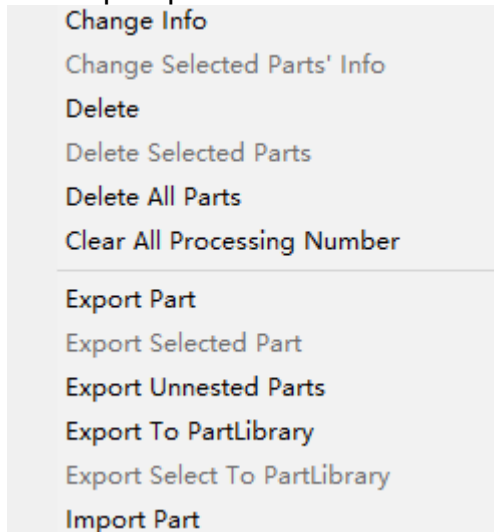 Change Info
Change Selected Parts' Info
Delete
Delete Selected Parts
Delete All Parts
Clear All Processing Number
Export Part
Export Selected Part
Export Unnested Parts
Export To PartLibrary
Export Select To PartLibrary
Import Part